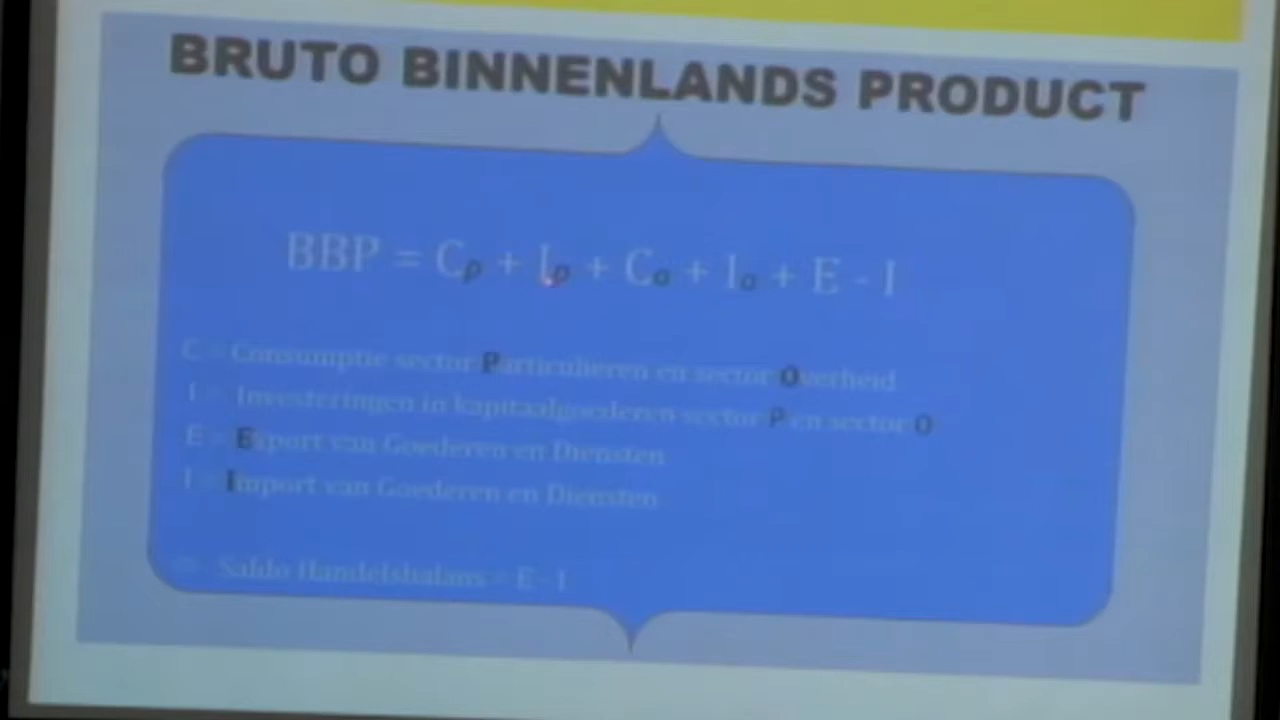 BRUTO BINNENLANDS PRODUCT
BBP = Cp + Ip + Co + Io + E - I
C = Consumptie sector Particulieren en sector Overheid
I = Investeringen in kapitaalgoederen sector P en sector O
E = Export van Goederen en Diensten
I = Import van Goederen en Diensten
Saldo Handelsbalans = E - I